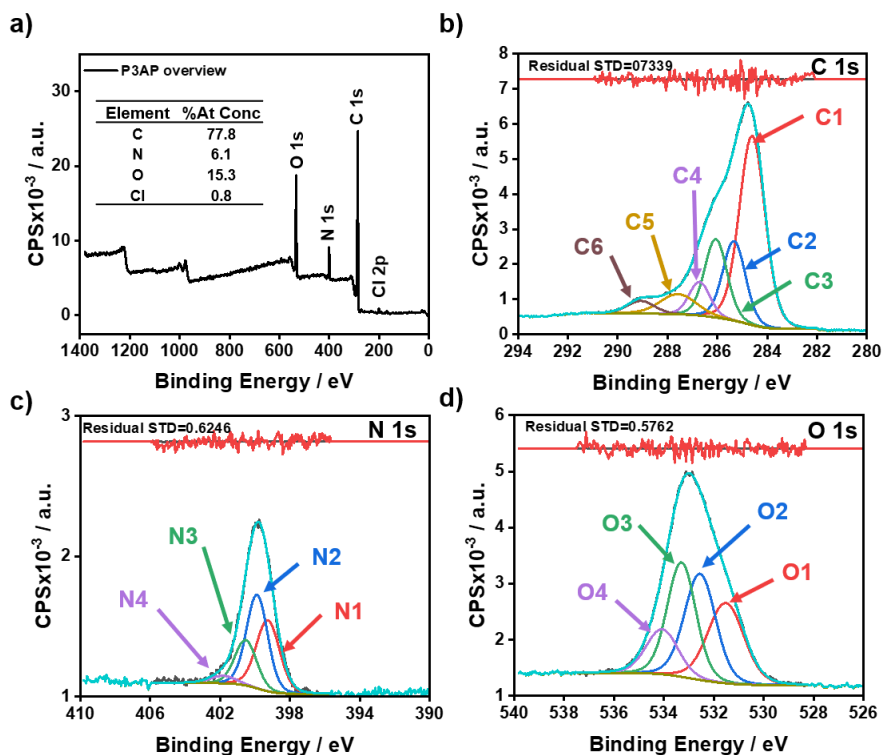 a)
P3AP overview
Element %At Conc
C 77.8
N 6.1
O 15.3
Cl 0.8
O 1s
N 1s
C 1s
Cl 2p
CPSx10⁻³ / a.u.
30
20
10
0
1400 1200 1000 800 600 400 200 0
Binding Energy / eV
b)
Residual STD=07339
C 1s
C1
C2
C3
C4
C5
C6
CPSx10⁻³ / a.u.
8
7
6
5
4
3
2
1
0
294 292 290 288 286 284 282 280
Binding Energy / eV
c)
Residual STD=0.6246
N 1s
N3
N2
N4
N1
CPSx10⁻³ / a.u.
3
2
1
410 406 402 398 394 390
Binding Energy / eV
d)
Residual STD=0.5762
O 1s
O3
O2
O1
O4
CPSx10⁻³ / a.u.
6
5
4
3
2
1
540 538 536 534 532 530 528 526
Binding Energy / eV